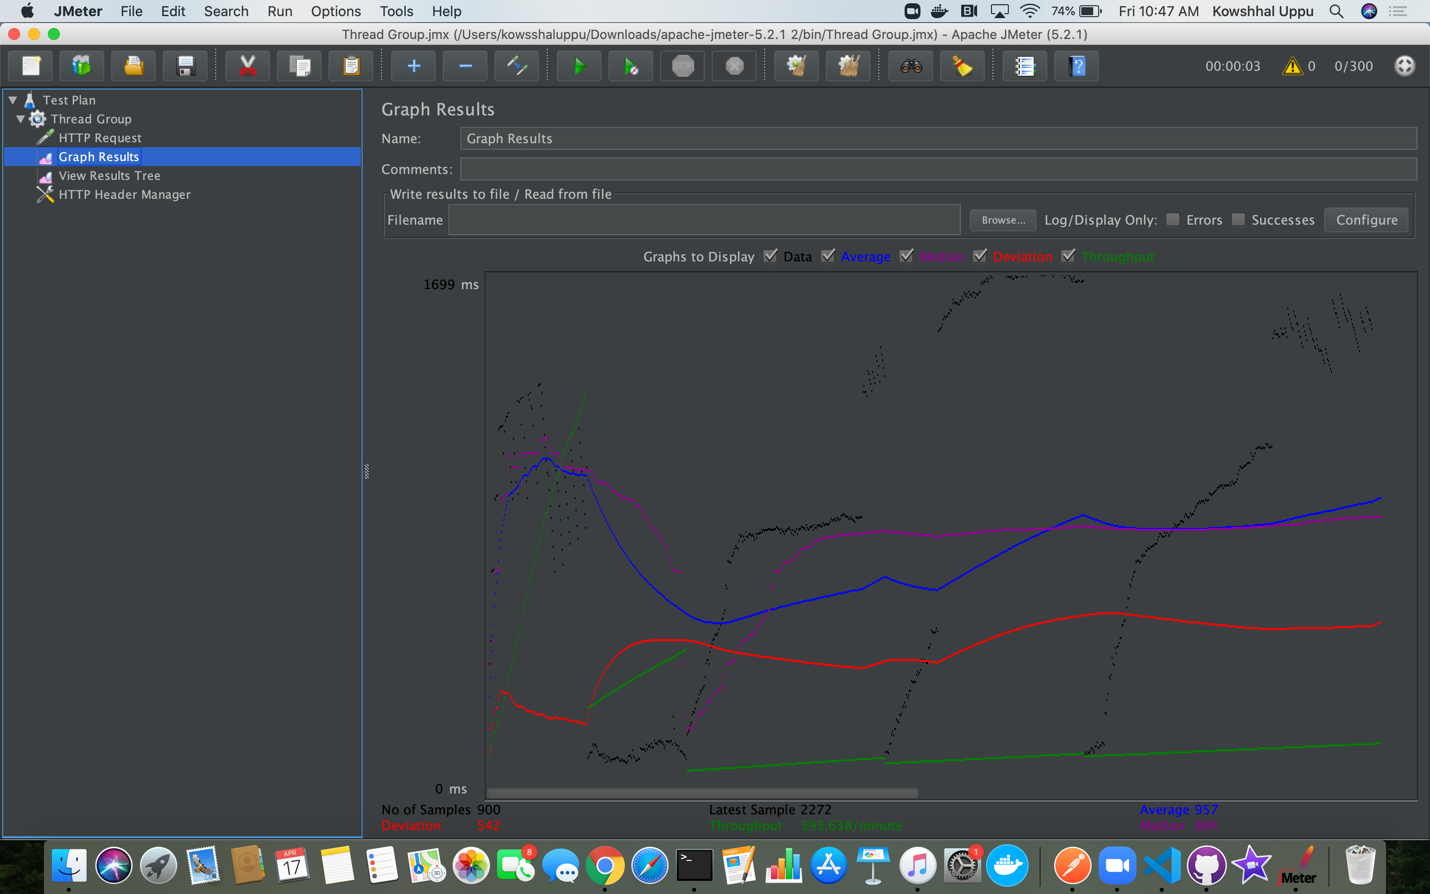 JMeter File Edit Search Run Options Tools Help 74% Fri 10:47 AM Kowshhal Uppu
Thread Group.jmx (/Users/kowsshaluppu/Downloads/apache-jmeter-5.2.1 2/bin/Thread Group.jmx) - Apache JMeter (5.2.1)
00:00:03 0 0/300
Test Plan
Thread Group
HTTP Request
Graph Results
View Results Tree
HTTP Header Manager
Graph Results
Name: Graph Results
Comments:
Write results to file / Read from file
Filename Browse... Log/Display Only: Errors Successes Configure
Graphs to Display Data Average Median Deviation Throughput
1699 ms
0 ms
No of Samples 900 Latest Sample 2272 Average 957
Deviation 542 Throughput 393.638/minute Median
8 APR 17 3D 1
JMeter